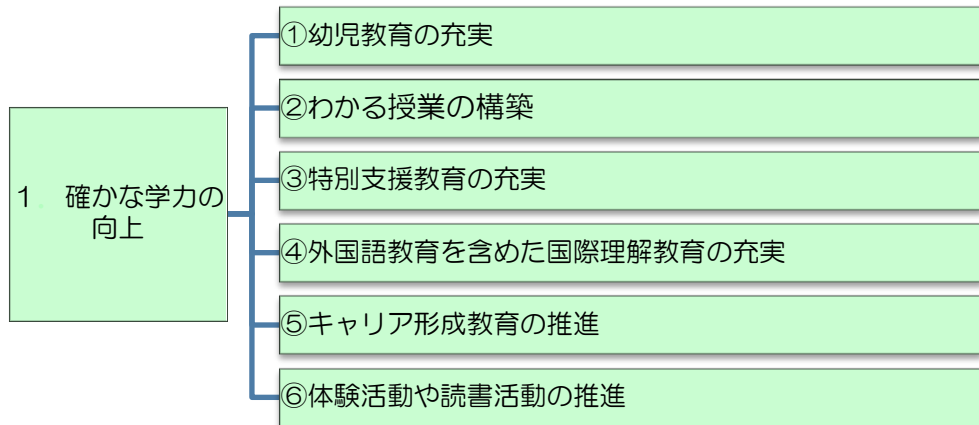 １.　確かな学力の
向上
①幼児教育の充実
②わかる授業の構築
③特別支援教育の充実
④外国語教育を含めた国際理解教育の充実
⑤キャリア形成教育の推進
⑥体験活動や読書活動の推進